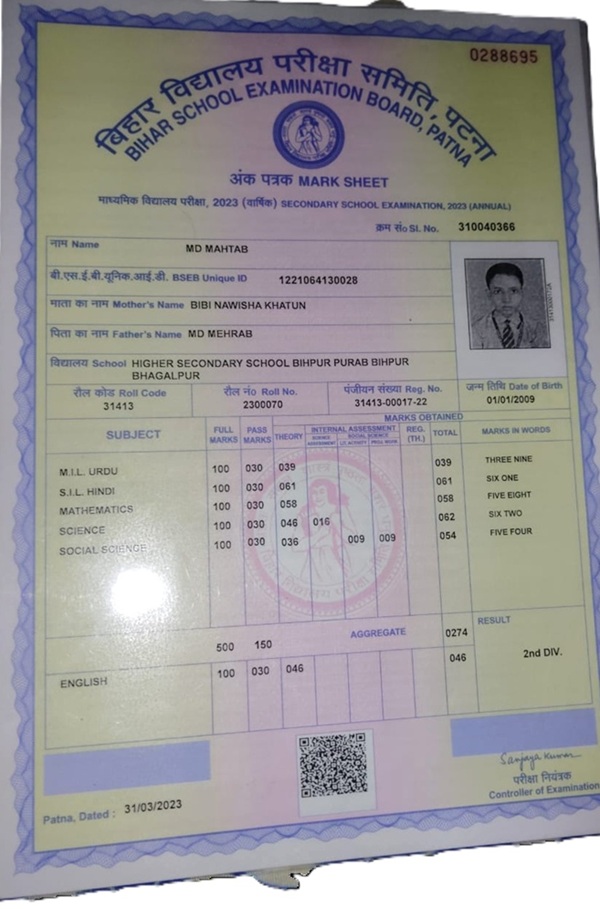 0288695
बिहार विद्यालय परीक्षा समिति, पटना
BIHAR SCHOOL EXAMINATION BOARD, PATNA
अंक पत्रक MARK SHEET
माध्यमिक विद्यालय परीक्षा, 2023 (वार्षिक) SECONDARY SCHOOL EXAMINATION, 2023 (ANNUAL)
क्रम सं० Sl. No. 310040366
नाम Name MD MAHTAB
बी.एस.ई.बी.यूनिक.आई.डी. BSEB Unique ID 1221064130028
माता का नाम Mother's Name BIBI NAWISHA KHATUN
पिता का नाम Father's Name MD MEHRAB
विद्यालय School HIGHER SECONDARY SCHOOL BIHPUR PURAB BIHPUR
BHAGALPUR
रौल कोड Roll Code रौल नं० Roll No. पंजीयन संख्या Reg. No. जन्म तिथि Date of Birth
31413 2300070 31413-00017-22 01/01/2009
MARKS OBTAINED
SUBJECT FULL MARKS PASS MARKS THEORY INTERNAL ASSESSMENT REG. (TH.) TOTAL MARKS IN WORDS
SOCIAL SCIENCE
LIT. ACTIVITY PROJ. WORK
M.I.L. URDU 100 030 039 039 THREE NINE
S.I.L. HINDI 100 030 061 061 SIX ONE
MATHEMATICS 100 030 058 058 FIVE EIGHT
SCIENCE 100 030 046 016 062 SIX TWO
SOCIAL SCIENCE 100 030 036 009 009 054 FIVE FOUR
500 150 AGGREGATE 0274 RESULT
2nd DIV.
ENGLISH 100 030 046 046
Sanjaya Kumar
परीक्षा नियंत्रक
Controller of Examination
Patna, Dated : 31/03/2023